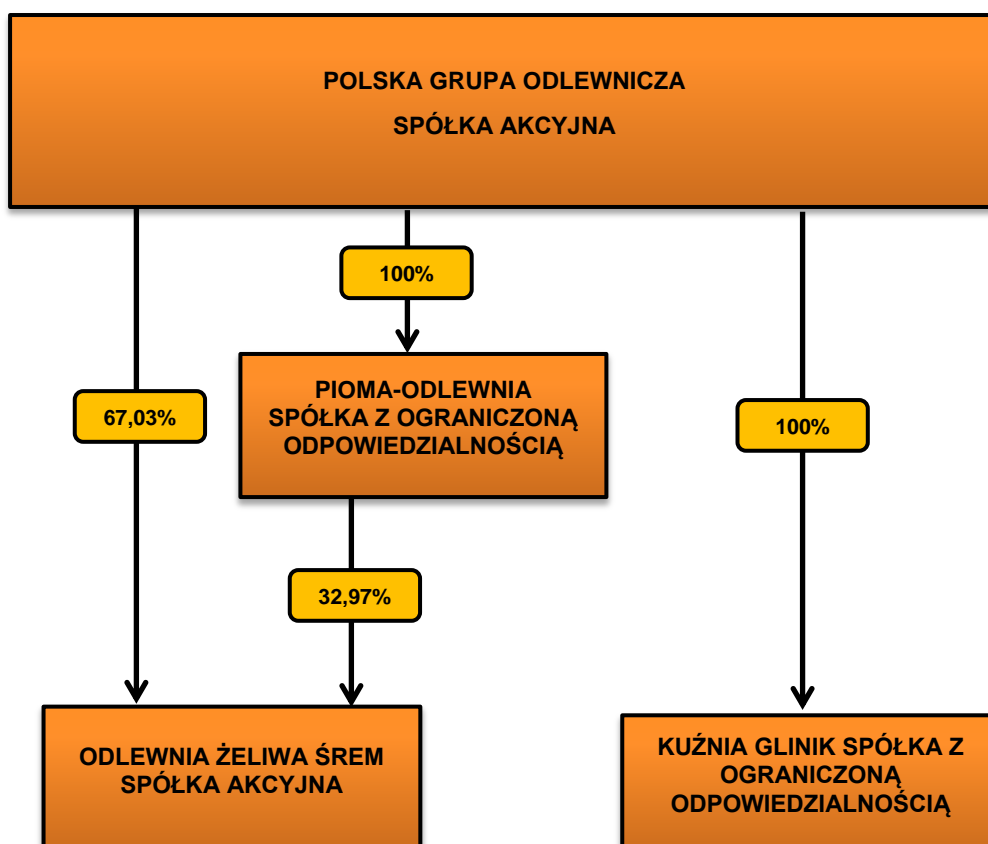 POLSKA GRUPA ODLEWNICZA
SPÓŁKA AKCYJNA
100%
PIOMA-ODLEWNIA
SPÓŁKA Z OGRANICZONĄ
ODPOWIEDZIALNOŚCIĄ
67,03%
100%
32,97%
ODLEWNIA ŻELIWA ŚREM
SPÓŁKA AKCYJNA
KUŹNIA GLINIK SPÓŁKA Z
OGRANICZONĄ
ODPOWIEDZIALNOŚCIĄ